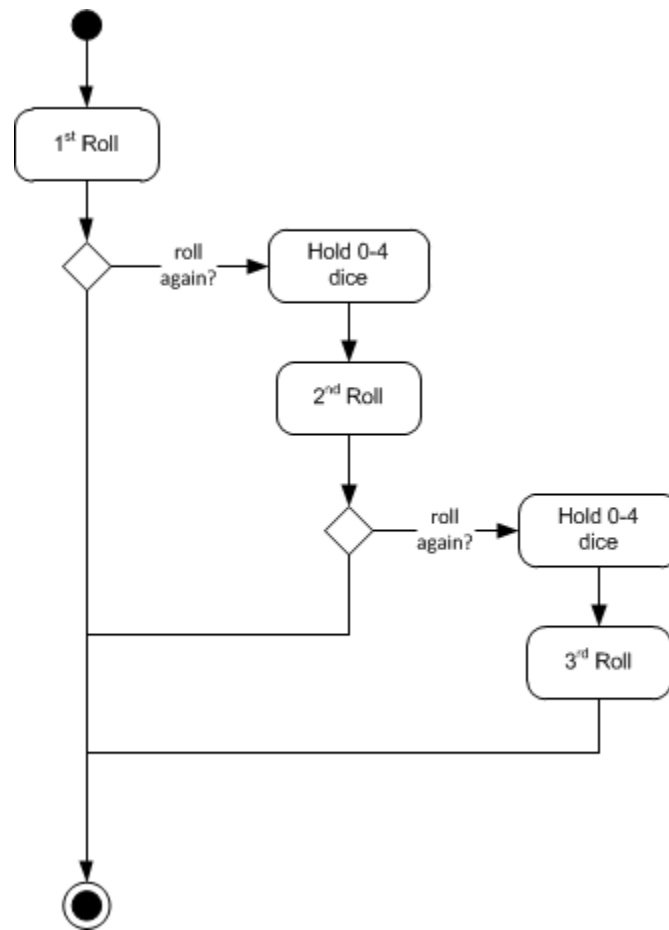 1st Roll
roll
again?
Hold 0-4
dice
2nd Roll
roll
again?
Hold 0-4
dice
3rd Roll